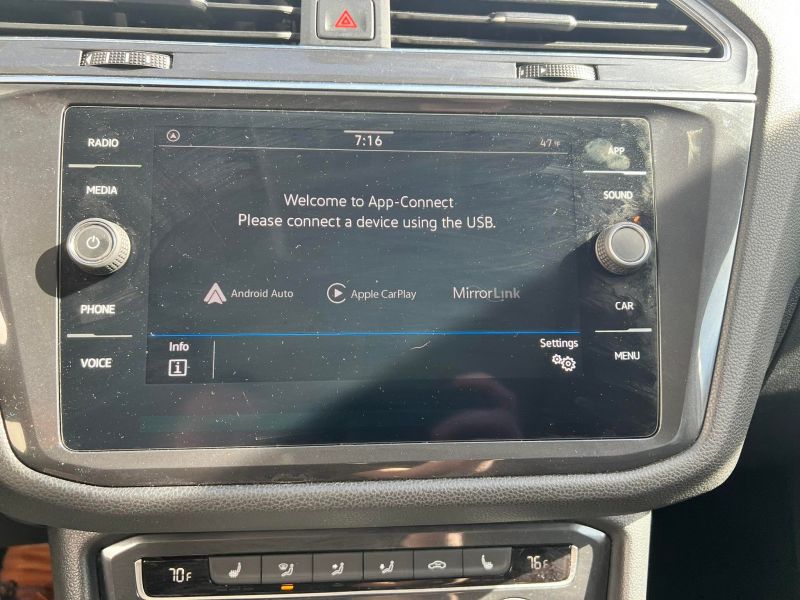 RADIO
MEDIA
PHONE
VOICE
7:16
47°F
Welcome to App-Connect
Please connect a device using the USB.
Android Auto
Apple CarPlay
MirrorLink
Info
i
Settings
APP
SOUND
CAR
MENU
70F
76F